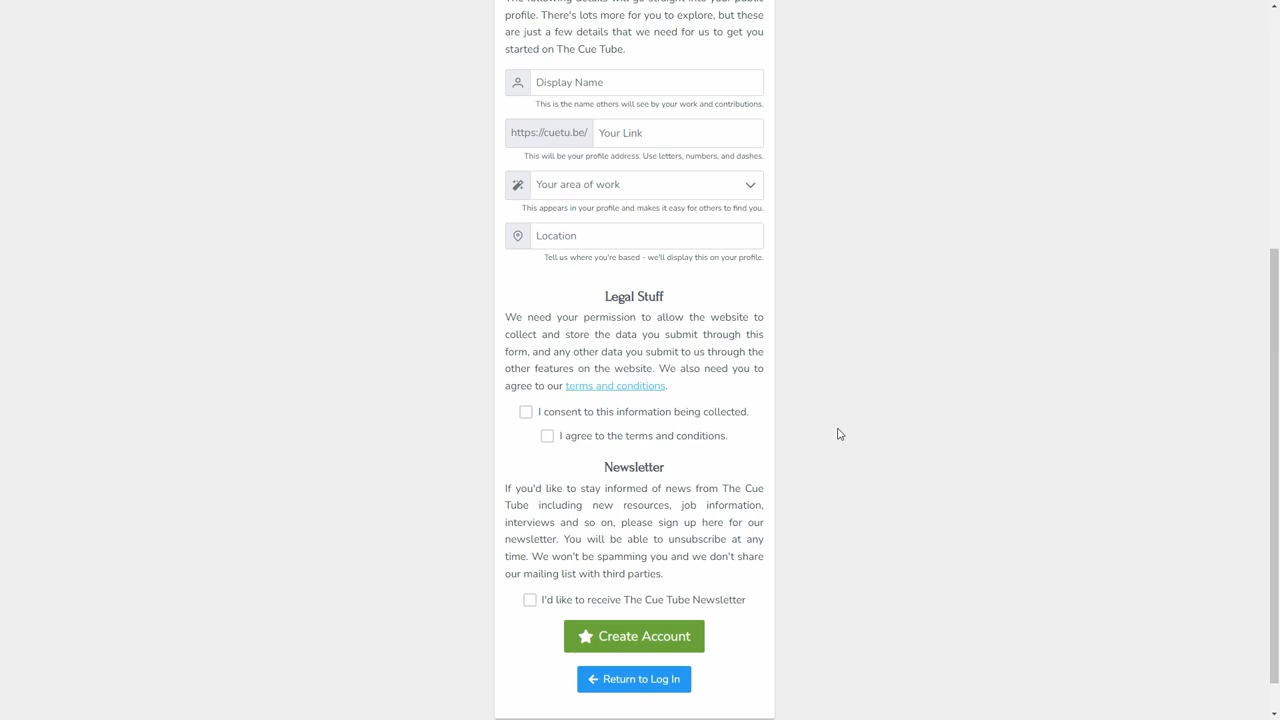 The following details will go straight into your public
profile. There's lots more for you to explore, but these
are just a few details that we need for us to get you
started on The Cue Tube.
Display Name
This is the name others will see by your work and contributions.
https://cuetu.be/ Your Link
This will be your profile address. Use letters, numbers, and dashes.
Your area of work
This appears in your profile and makes it easy for others to find you.
Location
Tell us where you're based - we'll display this on your profile.
Legal Stuff
We need your permission to allow the website to
collect and store the data you submit through this
form, and any other data you submit to us through the
other features on the website. We also need you to
agree to our terms and conditions.
I consent to this information being collected.
I agree to the terms and conditions.
Newsletter
If you'd like to stay informed of news from The Cue
Tube including new resources, job information,
interviews and so on, please sign up here for our
newsletter. You will be able to unsubscribe at any
time. We won't be spamming you and we don't share
our mailing list with third parties.
I'd like to receive The Cue Tube Newsletter
Create Account
Return to Log In